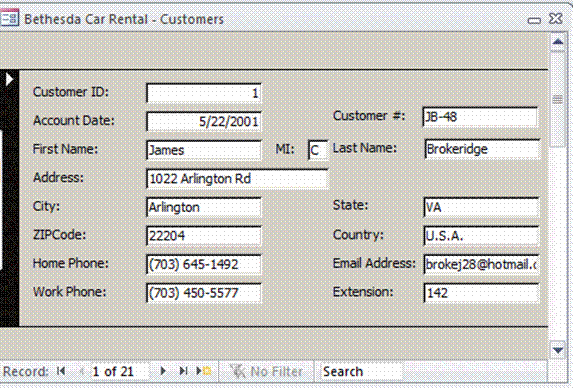 Bethesda Car Rental - Customers
Customer ID: 1
Account Date: 5/22/2001 Customer #: JB-48
First Name: James MI: C Last Name: Brokeridge
Address: 1022 Arlington Rd
City: Arlington State: VA
ZIPCode: 22204 Country: U.S.A.
Home Phone: (703) 645-1492 Email Address: brokej28@hotmail.c
Work Phone: (703) 450-5577 Extension: 142
Record: 1 of 21 No Filter Search